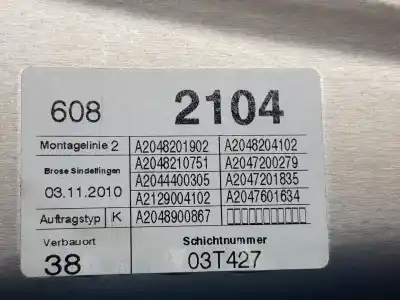 608 2104
Montagelinie 2 A2048201902 A2048204102
Brose Sindelfingen A2048210751 A2047200279
03.11.2010 A2044400305 A2047201835
A2129004102 A2047601634
Auftragstyp K A2048900867 □□□□□□□□□□□
Verbauort Schichtnummer
38 03T427